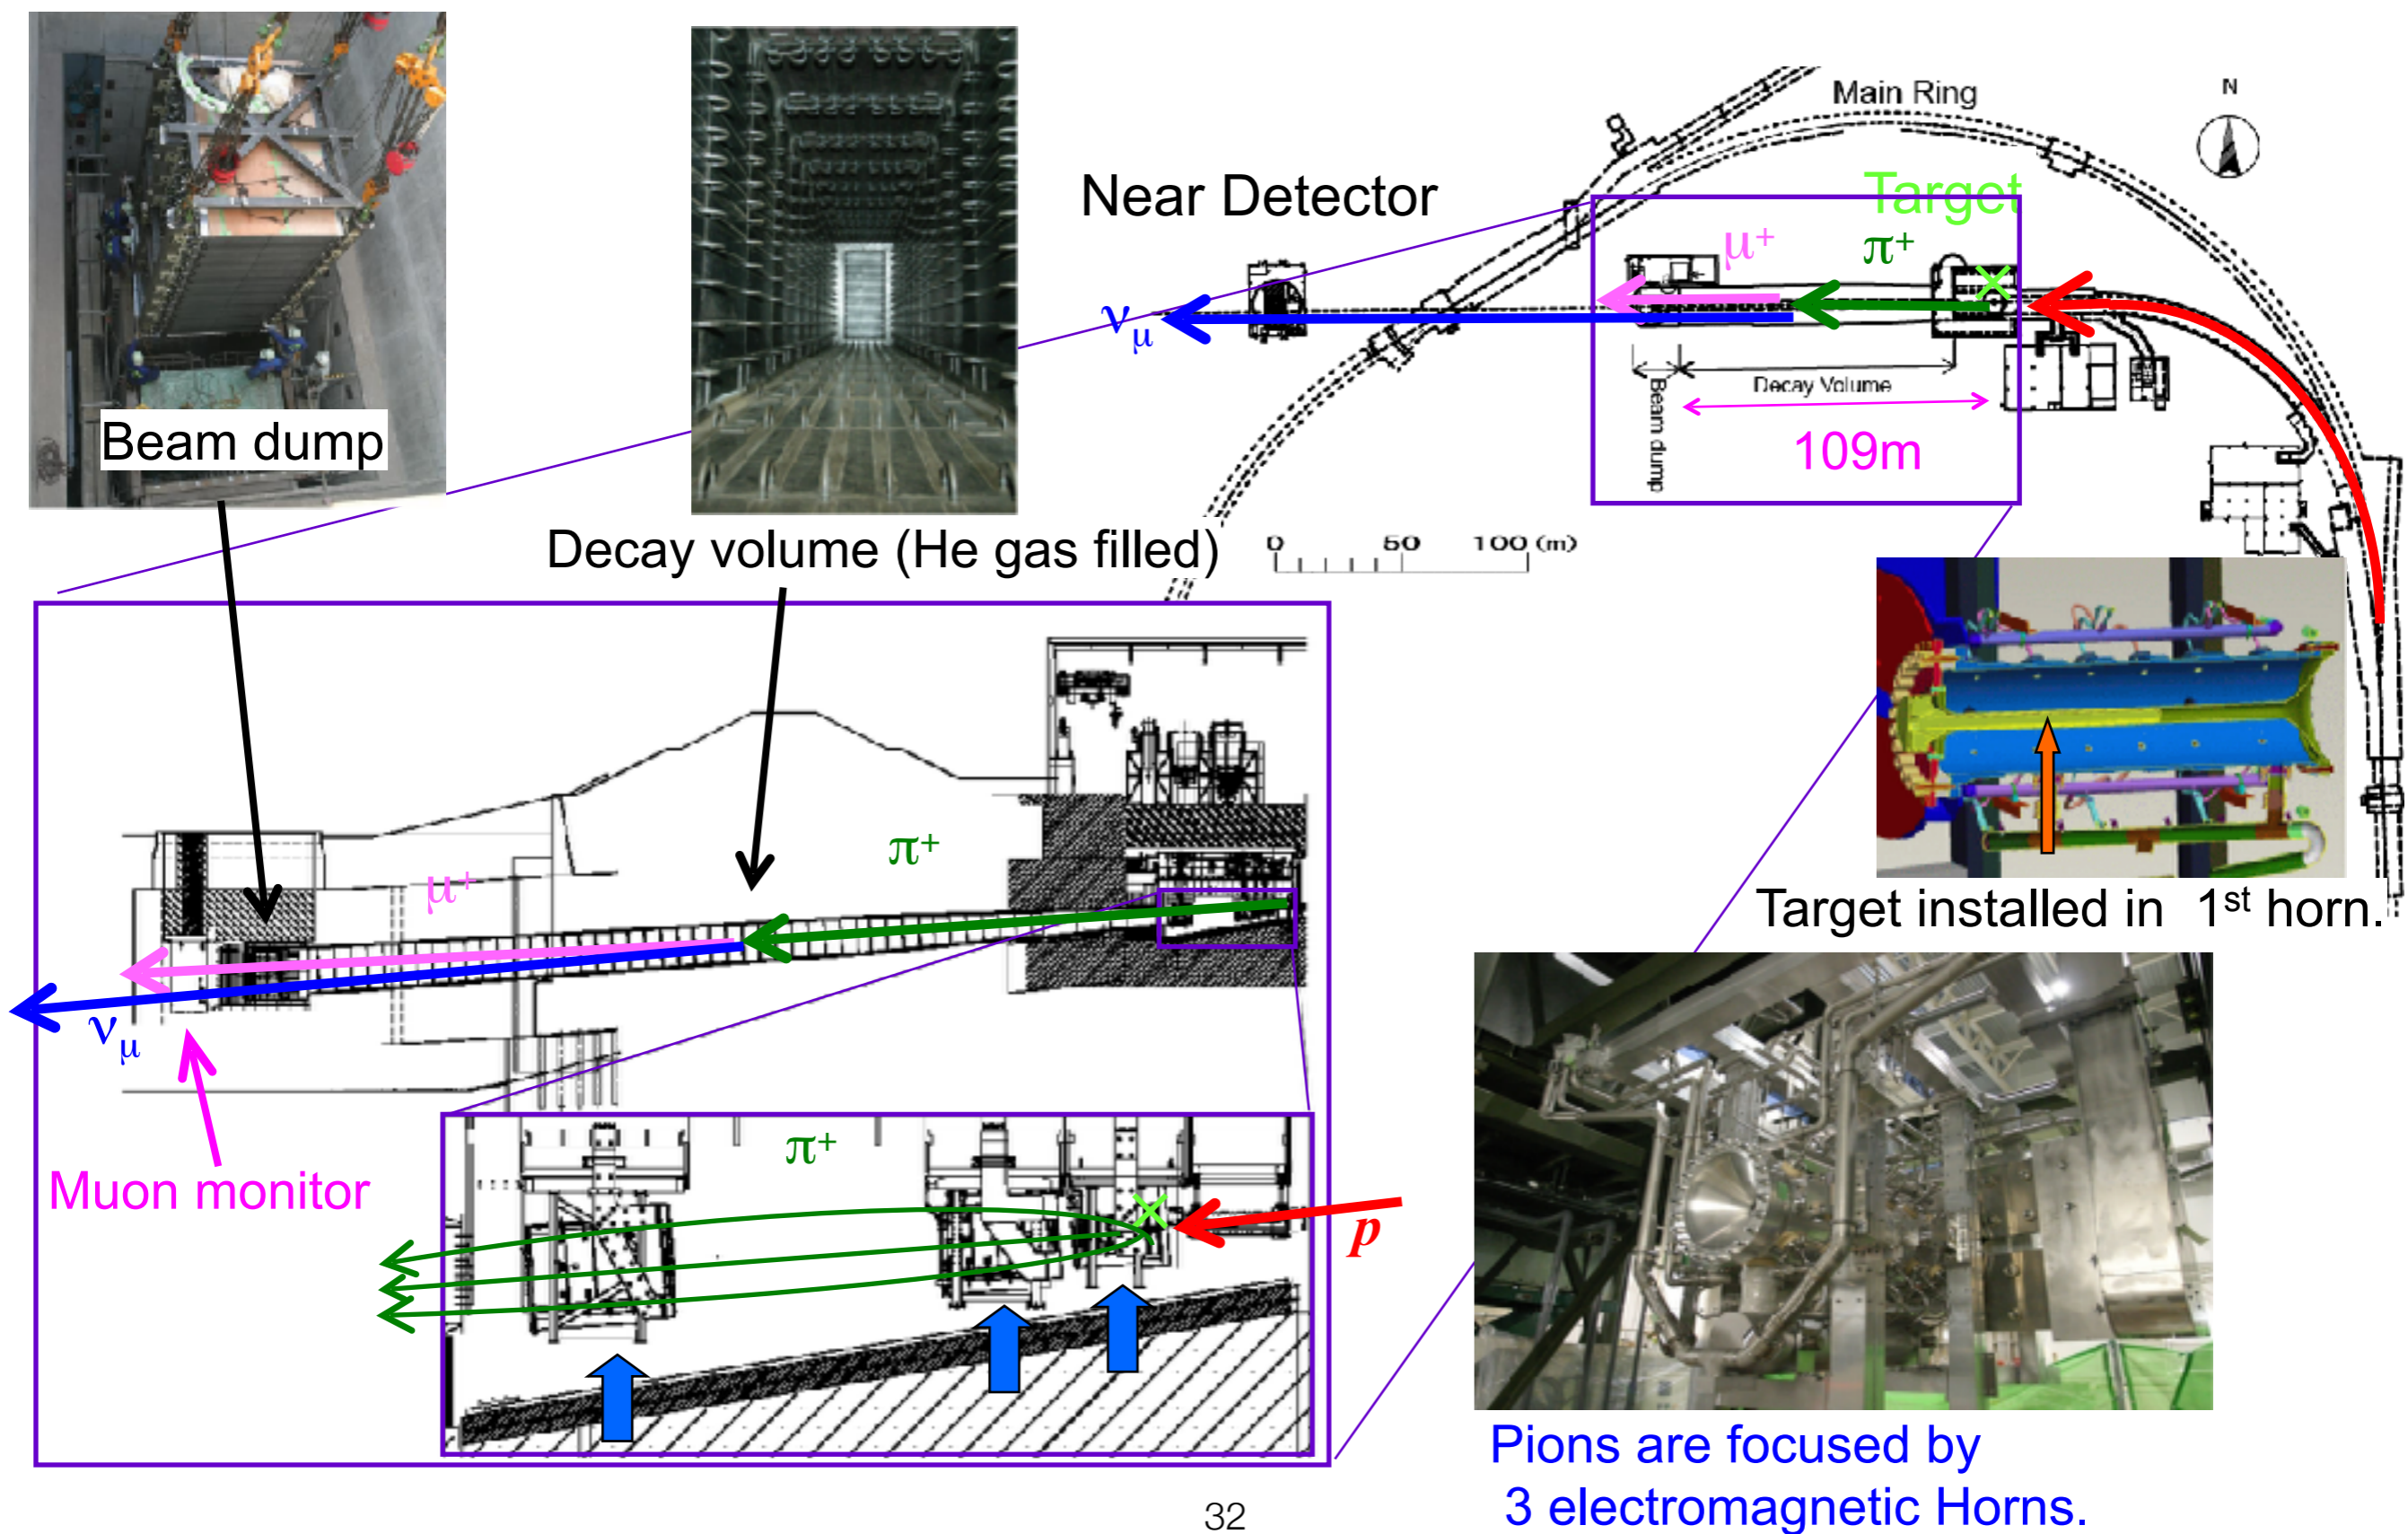 Main Ring
N
Near Detector
Target
μ+
π+
νμ
Beam dump
Decay Volume
109m
Beam dump
Decay volume (He gas filled)
0 50 100 (m)
π+
μ+
Target installed in 1st horn.
νμ
π+
Muon monitor
p
Pions are focused by
3 electromagnetic Horns.
32